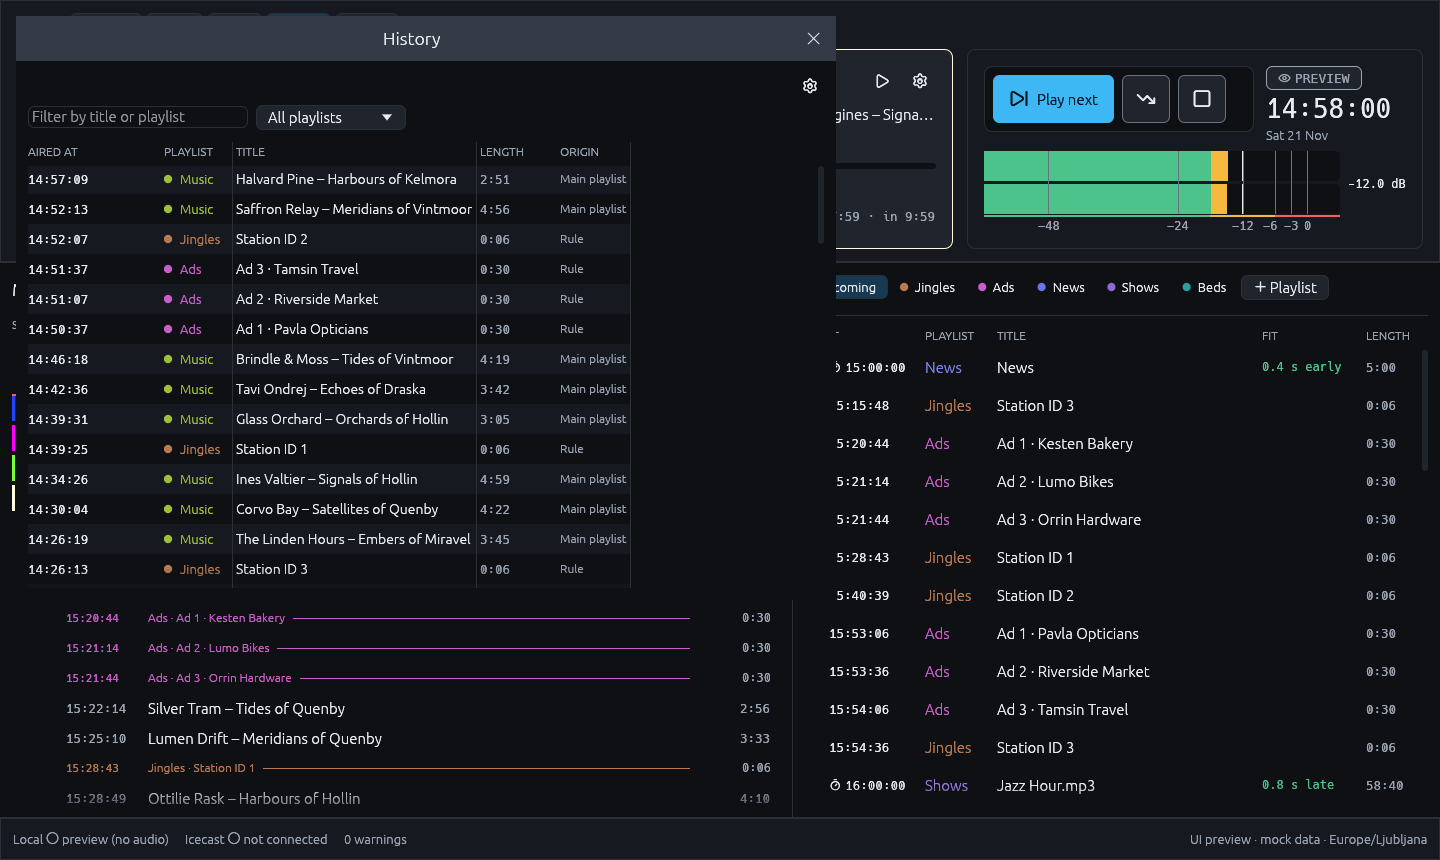 History
Filter by title or playlist
All playlists
AIRED AT PLAYLIST TITLE LENGTH ORIGIN
14:57:09 Music Halvard Pine – Harbours of Kelmora 2:51 Main playlist
14:52:13 Music Saffron Relay – Meridians of Vintmoor 4:56 Main playlist
14:52:07 Jingles Station ID 2 0:06 Rule
14:51:37 Ads Ad 3 · Tamsin Travel 0:30 Rule
14:51:07 Ads Ad 2 · Riverside Market 0:30 Rule
14:50:37 Ads Ad 1 · Pavla Opticians 0:30 Rule
14:46:18 Music Brindle & Moss – Tides of Vintmoor 4:19 Main playlist
14:42:36 Music Tavi Ondrej – Echoes of Draska 3:42 Main playlist
14:39:31 Music Glass Orchard – Orchards of Hollin 3:05 Main playlist
14:39:25 Jingles Station ID 1 0:06 Rule
14:34:26 Music Ines Valtier – Signals of Hollin 4:59 Main playlist
14:30:04 Music Corvo Bay – Satellites of Quenby 4:22 Main playlist
14:26:19 Music The Linden Hours – Embers of Miravel 3:45 Main playlist
14:26:13 Jingles Station ID 3 0:06 Rule
15:20:44 Ads · Ad 1 · Kesten Bakery 0:30
15:21:14 Ads · Ad 2 · Lumo Bikes 0:30
15:21:44 Ads · Ad 3 · Orrin Hardware 0:30
15:22:14 Silver Tram – Tides of Quenby 2:56
15:25:10 Lumen Drift – Meridians of Quenby 3:33
15:28:43 Jingles · Station ID 1 0:06
15:28:49 Ottilie Rask – Harbours of Hollin 4:10
gines – Signa…
:59 · in 9:59
Play next
PREVIEW
14:58:00
Sat 21 Nov
-12.0 dB
-48 -24 -12 -6 -3 0
coming Jingles Ads News Shows Beds + Playlist
PLAYLIST TITLE FIT LENGTH
15:00:00 News News 0.4 s early 5:00
5:15:48 Jingles Station ID 3 0:06
5:20:44 Ads Ad 1 · Kesten Bakery 0:30
5:21:14 Ads Ad 2 · Lumo Bikes 0:30
5:21:44 Ads Ad 3 · Orrin Hardware 0:30
5:28:43 Jingles Station ID 1 0:06
5:40:39 Jingles Station ID 2 0:06
15:53:06 Ads Ad 1 · Pavla Opticians 0:30
15:53:36 Ads Ad 2 · Riverside Market 0:30
15:54:06 Ads Ad 3 · Tamsin Travel 0:30
15:54:36 Jingles Station ID 3 0:06
16:00:00 Shows Jazz Hour.mp3 0.8 s late 58:40
Local preview (no audio) Icecast not connected 0 warnings
UI preview · mock data · Europe/Ljubljana